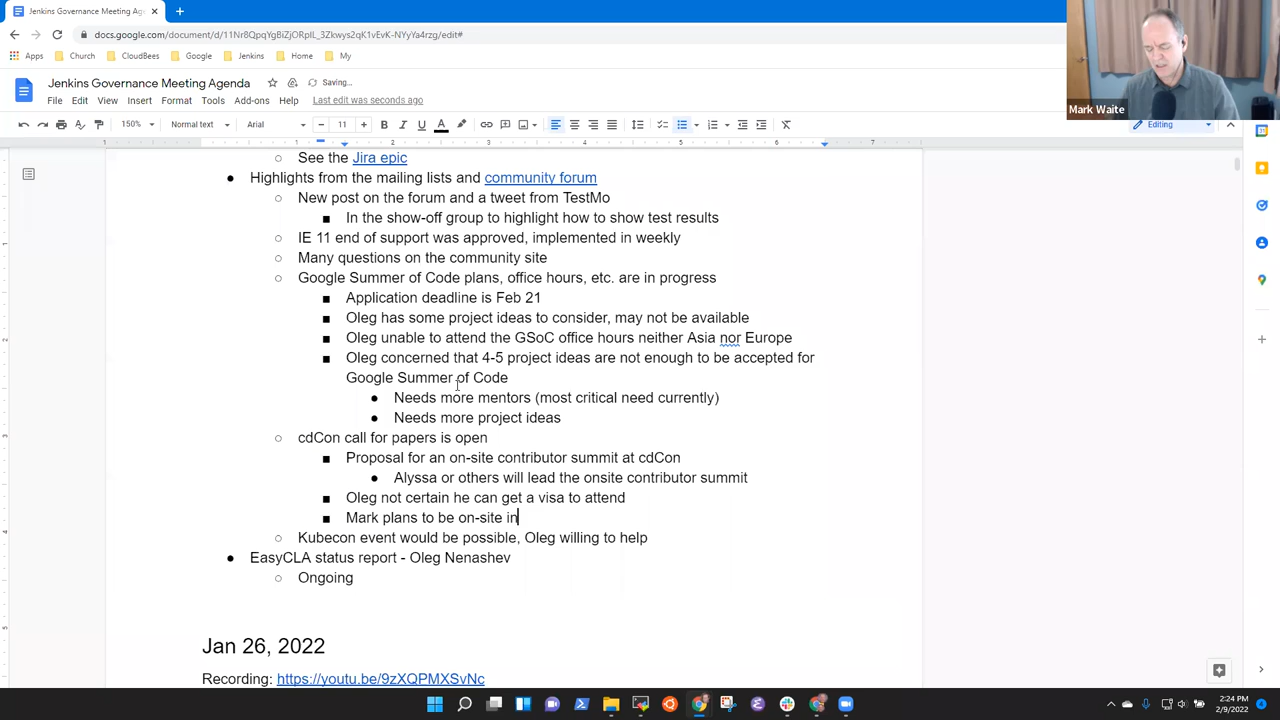 Jenkins Governance Meeting Ag
docs.google.com/document/d/11Nr8QpqYgBiZjORpIL_3Zkwys2qK1vEvk-NYyYa4rzg/edit#
Apps Church CloudBees Google Jenkins Home My
Jenkins Governance Meeting Agenda Saving...
File Edit View Insert Format Tools Add-ons Help Last edit was seconds ago
Mark Waite
150% Normal text Arial 11 Editing
1 1 2 3 4 5 6 7
See the Jira epic
Highlights from the mailing lists and community forum
New post on the forum and a tweet from TestMo
In the show-off group to highlight how to show test results
IE 11 end of support was approved, implemented in weekly
Many questions on the community site
Google Summer of Code plans, office hours, etc. are in progress
Application deadline is Feb 21
Oleg has some project ideas to consider, may not be available
Oleg unable to attend the GSoC office hours neither Asia nor Europe
Oleg concerned that 4-5 project ideas are not enough to be accepted for
Google Summer of Code
Needs more mentors (most critical need currently)
Needs more project ideas
cdCon call for papers is open
Proposal for an on-site contributor summit at cdCon
Alyssa or others will lead the onsite contributor summit
Oleg not certain he can get a visa to attend
Mark plans to be on-site in
Kubecon event would be possible, Oleg willing to help
EasyCLA status report - Oleg Nenashev
Ongoing
Jan 26, 2022
Recording: https://youtu.be/9zXQPMXSvNc
2:24 PM
2/9/2022